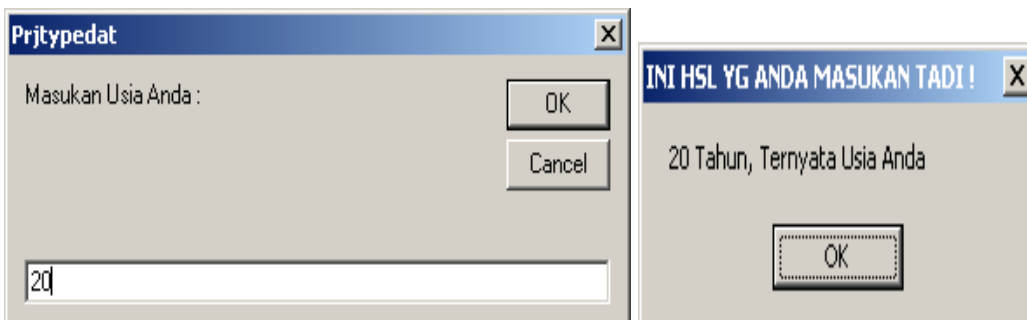 Prjtypedat
Masukan Usia Anda :
OK
Cancel
20
INI HSL YG ANDA MASUKAN TADI !
20 Tahun, Ternyata Usia Anda
OK